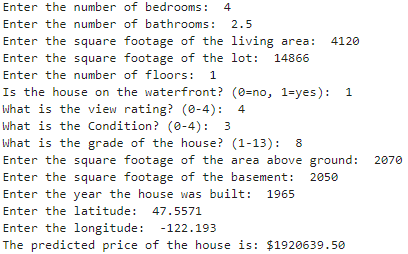 Enter the number of bedrooms:  4
Enter the number of bathrooms:  2.5
Enter the square footage of the living area:  4120
Enter the square footage of the lot:  14866
Enter the number of floors:  1
Is the house on the waterfront? (0=no, 1=yes):  1
What is the view rating? (0-4):  4
What is the Condition? (0-4):  3
What is the grade of the house? (1-13):  8
Enter the square footage of the area above ground:  2070
Enter the square footage of the basement:  2050
Enter the year the house was built:  1965
Enter the latitude:  47.5571
Enter the longitude:  -122.193
The predicted price of the house is: $1920639.50